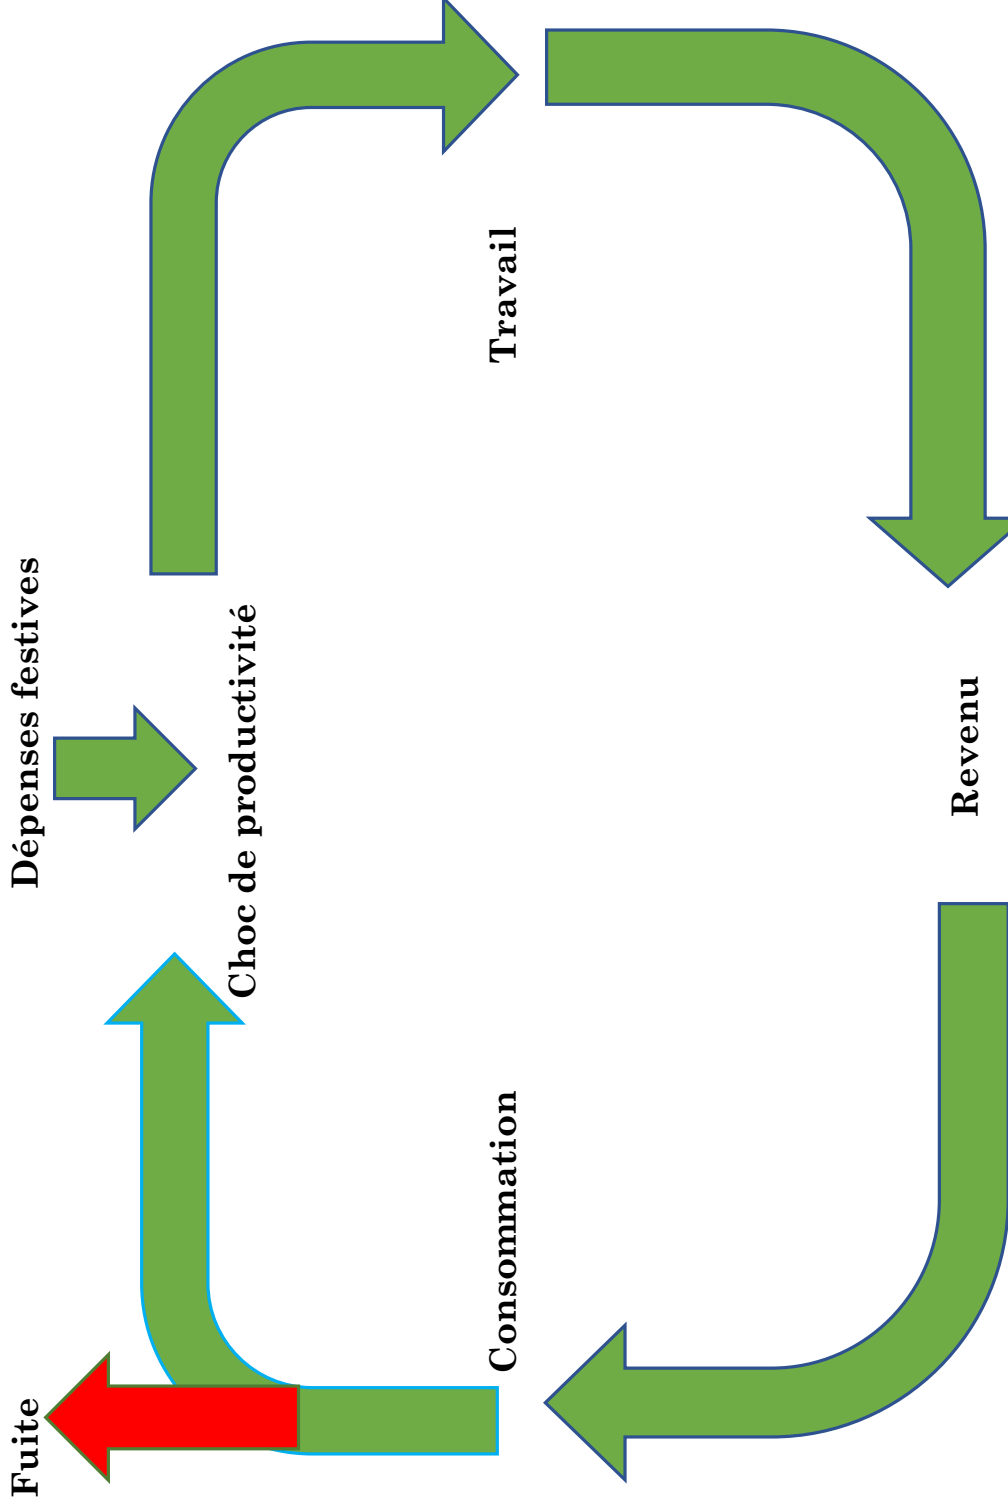 Fuite
Dépenses festives
Choc de productivité
Consommation
Travail
Revenu